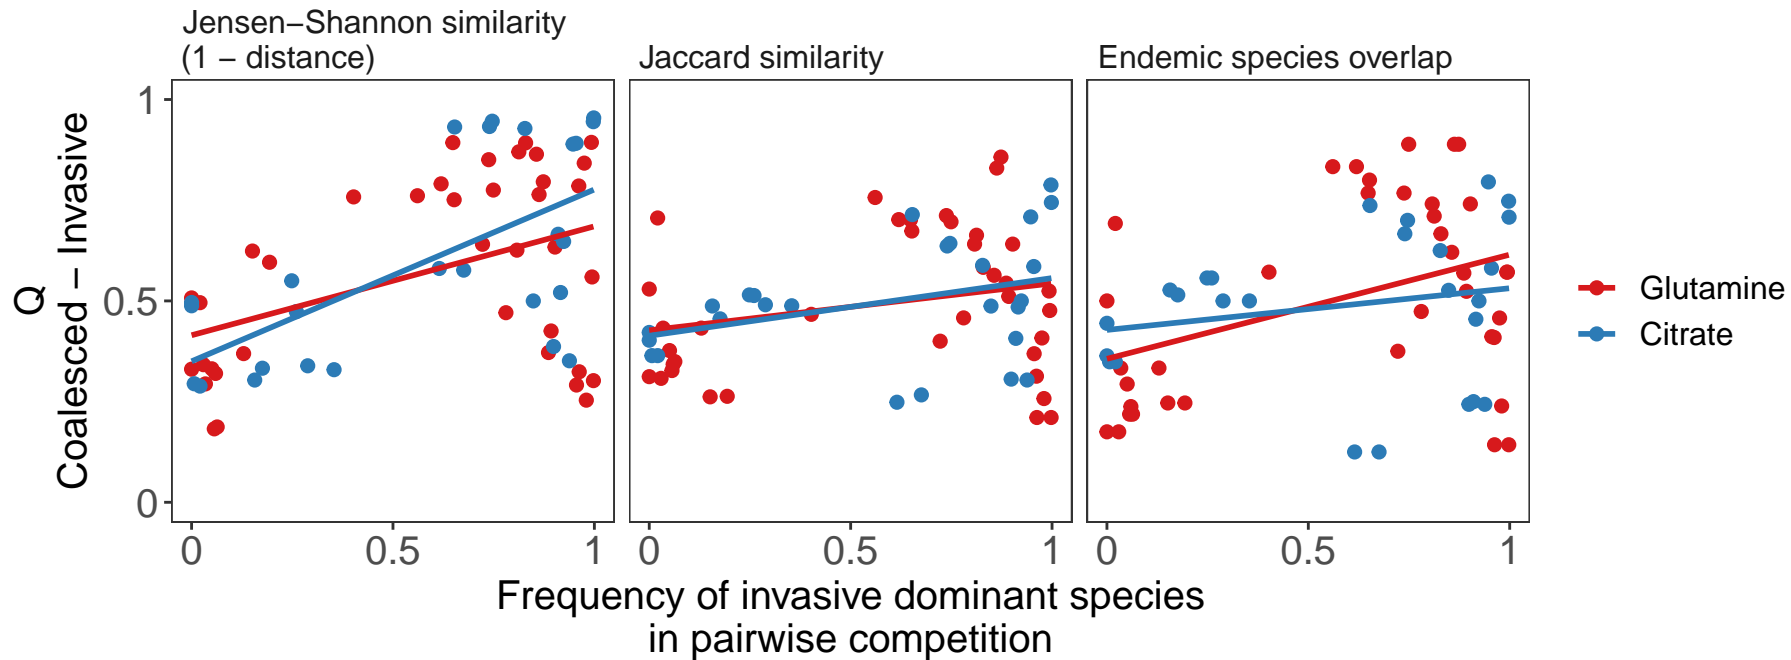 Jensen–Shannon similarity
(1 − distance)
Jaccard similarity
Endemic species overlap
Q
Coalesced − Invasive
1
0.5
0
0
0.5
1
0
0.5
1
0
0.5
1
Frequency of invasive dominant species
in pairwise competition
Glutamine
Citrate